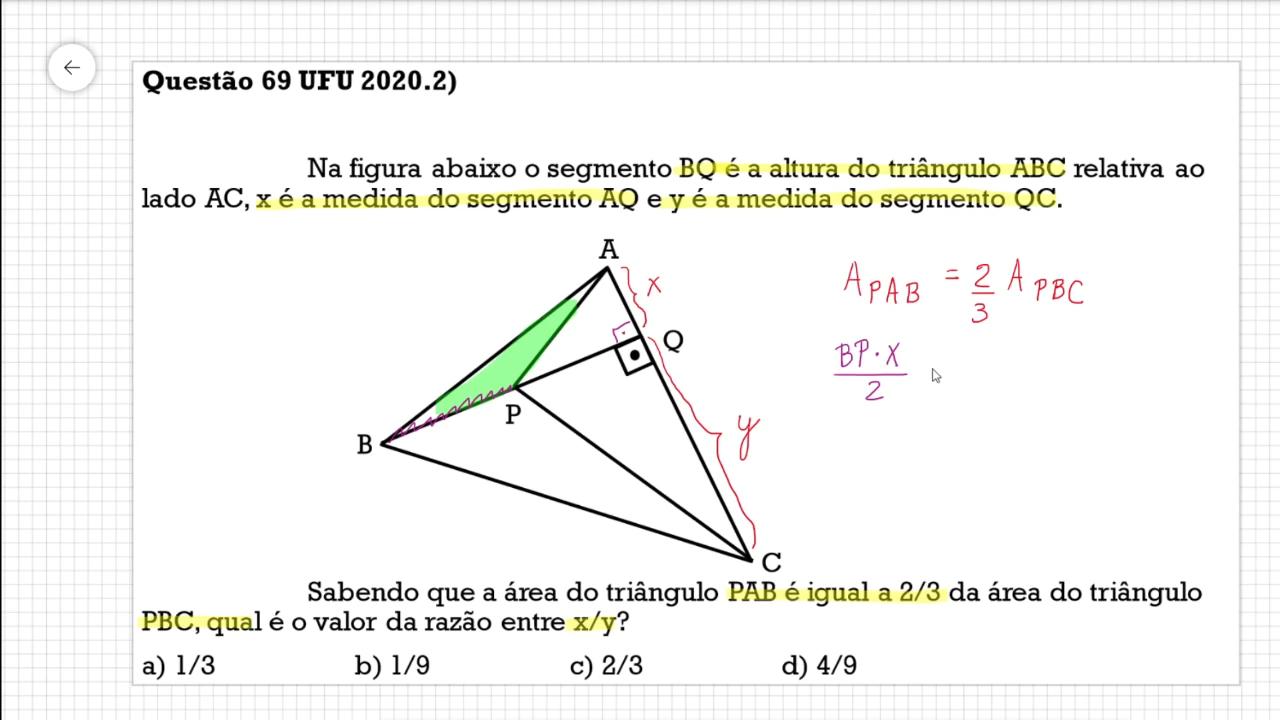 Questão 69 UFU 2020.2)
Na figura abaixo o segmento BQ é a altura do triângulo ABC relativa ao
lado AC, x é a medida do segmento AQ e y é a medida do segmento QC.
A
x
Q
P
B
y
C
A PAB = 2/3 A PBC
BP · x
2
Sabendo que a área do triângulo PAB é igual a 2/3 da área do triângulo
PBC, qual é o valor da razão entre x/y?
a) 1/3 b) 1/9 c) 2/3 d) 4/9